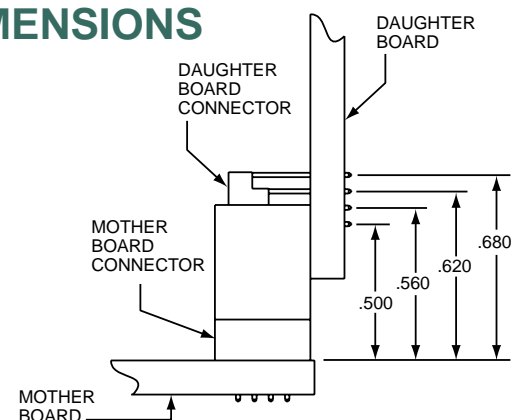 MENSIONS
DAUGHTER
BOARD
DAUGHTER
BOARD
CONNECTOR
MOTHER
BOARD
CONNECTOR
.680
.620
.560
.500
MOTHER
BOARD